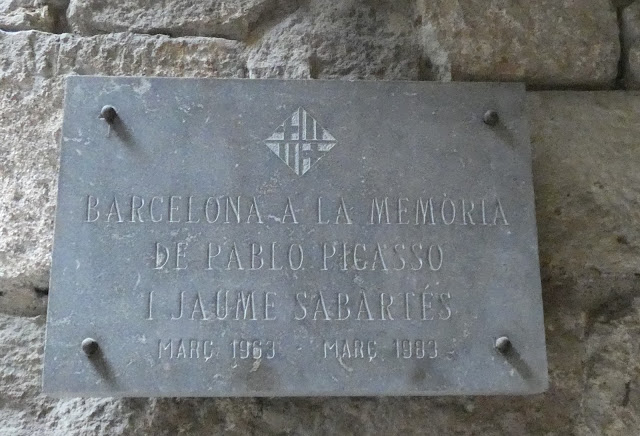 BARCELONA A LA MEMÒRIA
DE PABLO PICASSO
I JAUME SABARTÉS
MARÇ 1963 - MARÇ 1983